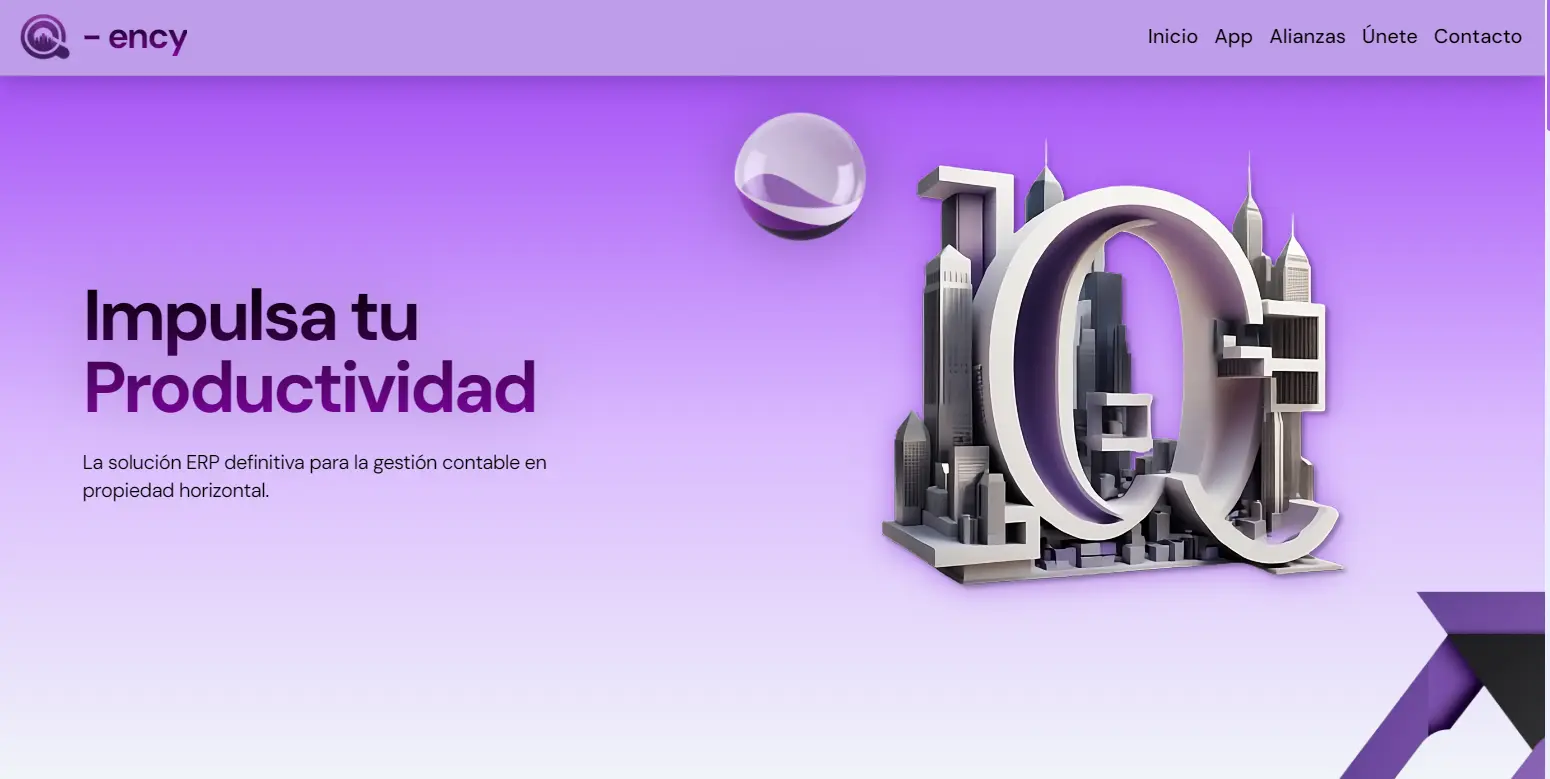 - ency
Inicio App Alianzas Únete Contacto
Impulsa tu
Productividad
La solución ERP definitiva para la gestión contable en
propiedad horizontal.